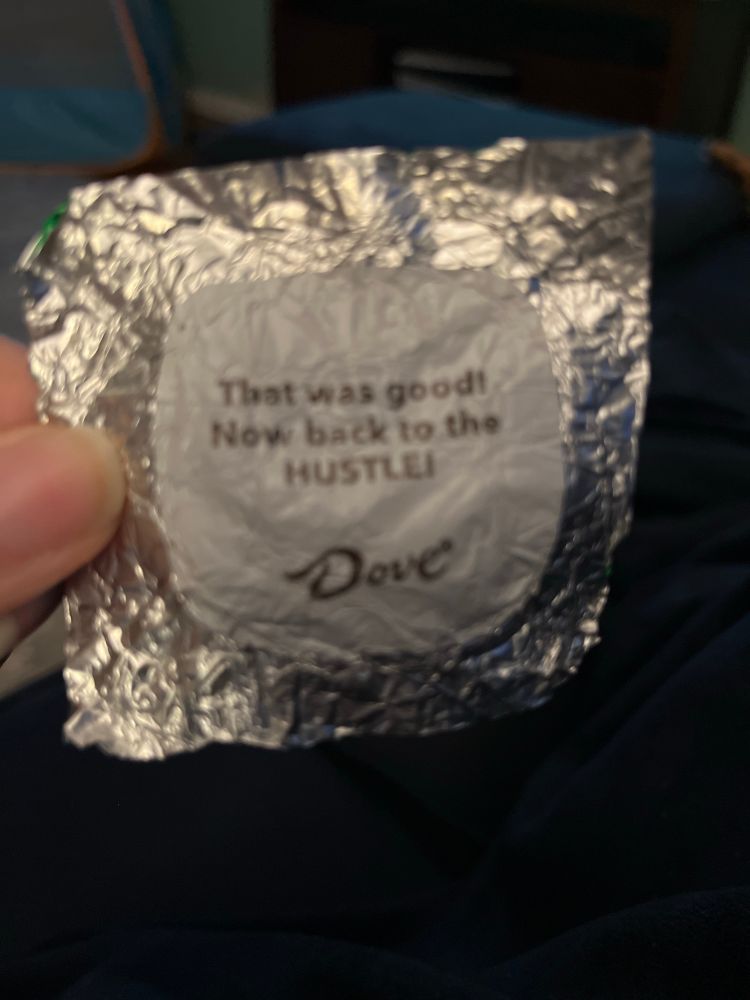 That was good!
Now back to the
HUSTLE!
Dove®